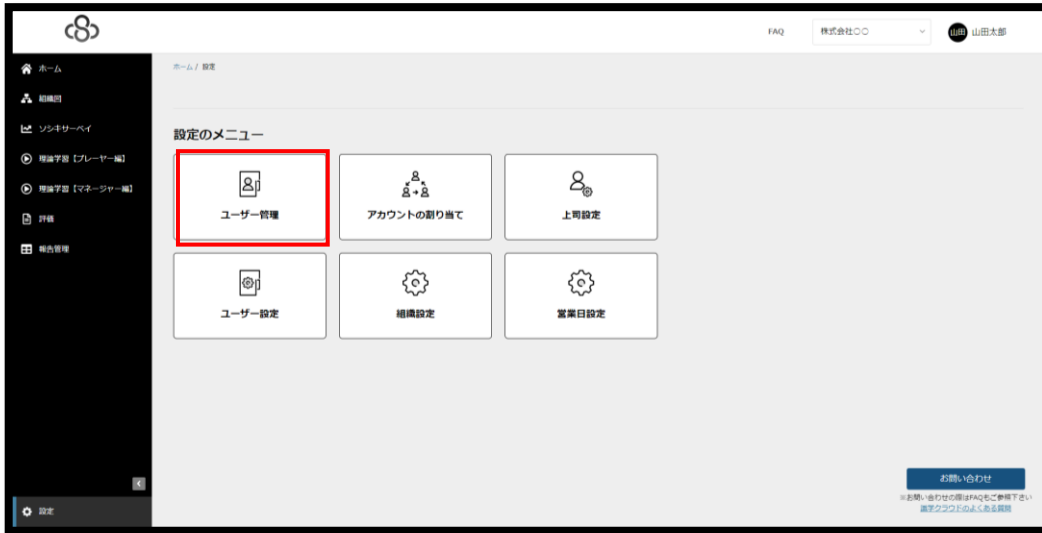 FAQ
株式会社〇〇
山田 山田太郎
ホーム
組織図
ソシキサーベイ
理論学習【プレーヤー編】
理論学習【マネージャー編】
評価
報告管理
設定
ホーム / 設定
設定のメニュー
ユーザー管理
アカウントの割り当て
上司設定
ユーザー設定
組織設定
営業日設定
お問い合わせ
※お問い合わせの際はFAQもご参照下さい
識学クラウドのよくある質問